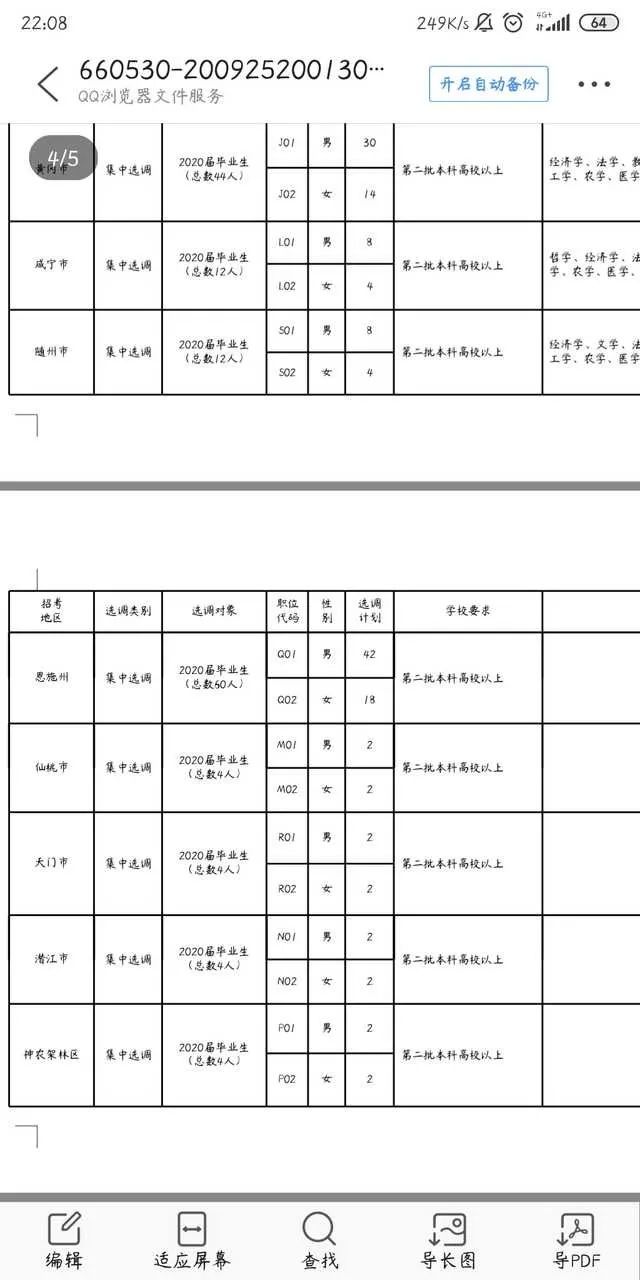 22:08
249K/s 4G+ 64
660530-200925200130…
QQ浏览器文件服务
开启自动备份
4/5
集中选调 2020届毕业生 (总数44人) J01 男 30 第二批本科高校以上 经济学、法学、
J02 女 14 工学、农学、医学
咸宁市 集中选调 2020届毕业生 (总数12人) L01 男 8 第二批本科高校以上 哲学、经济学、
L02 女 4 学、农学、医学、
随州市 集中选调 2020届毕业生 (总数12人) S01 男 8 第二批本科高校以上 经济学、文学、
S02 女 4 工学、农学、医学
招考地区 选调类别 选调对象 职位代码 性别 选调计划 学校要求
恩施州 集中选调 2020届毕业生 (总数60人) Q01 男 42 第二批本科高校以上
Q02 女 18
仙桃市 集中选调 2020届毕业生 (总数4人) M01 男 2 第二批本科高校以上
M02 女 2
天门市 集中选调 2020届毕业生 (总数4人) R01 男 2 第二批本科高校以上
R02 女 2
潜江市 集中选调 2020届毕业生 (总数4人) N01 男 2 第二批本科高校以上
N02 女 2
神农架林区 集中选调 2020届毕业生 (总数4人) P01 男 2 第二批本科高校以上
P02 女 2
编辑 适应屏幕 查找 导长图 导PDF